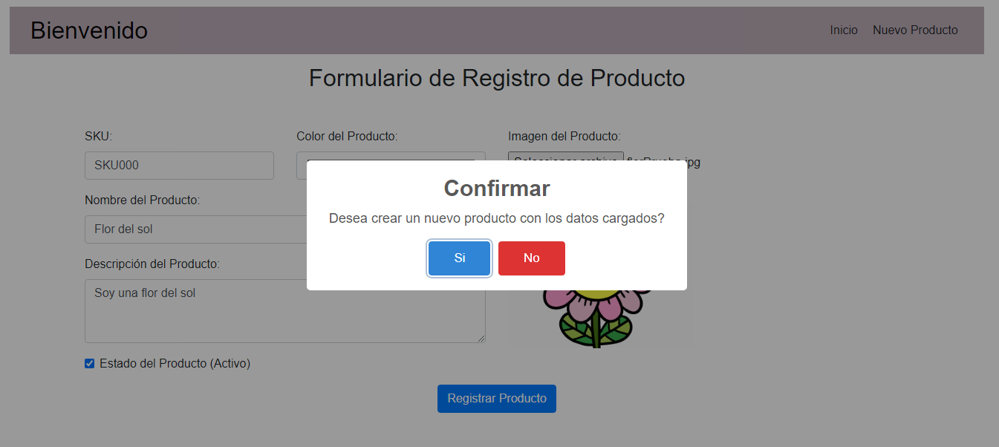 Bienvenido
Inicio Nuevo Producto
Formulario de Registro de Producto
SKU: Color del Producto: Imagen del Producto:
SKU000
Seleccionar archivo florPrueba.jpg
Confirmar
Desea crear un nuevo producto con los datos cargados?
Si No
Nombre del Producto:
Flor del sol
Descripción del Producto:
Soy una flor del sol
Estado del Producto (Activo)
Registrar Producto